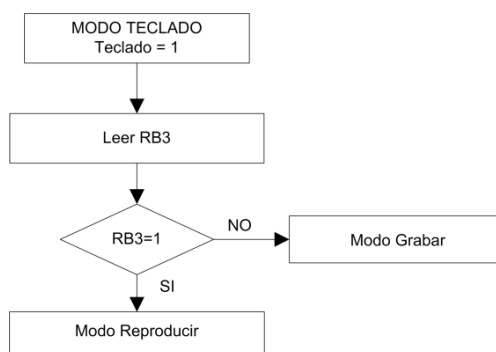 MODO TECLADO
Teclado = 1
Leer RB3
RB3=1
NO
Modo Grabar
SI
Modo Reproducir